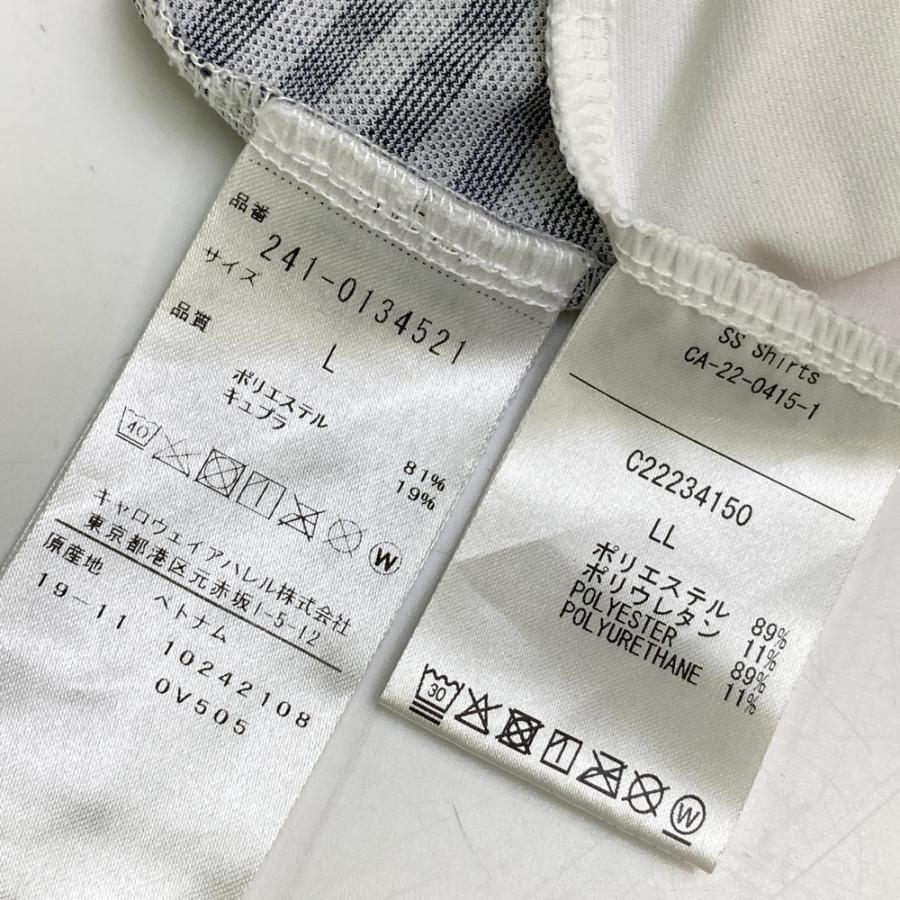 品番
241-0134521
サイズ
L
品質
ポリエステル 81%
キュプラ 19%
40
W
キャロウェイアパレル株式会社
東京都港区元赤坂1-5-12
原産地 ベトナム
19-11 10242108
0V505
SS Shirts
CA-22-0415-1
C22234150
LL
ポリエステル 89%
ポリウレタン 11%
POLYESTER 89%
POLYURETHANE 11%
30
W